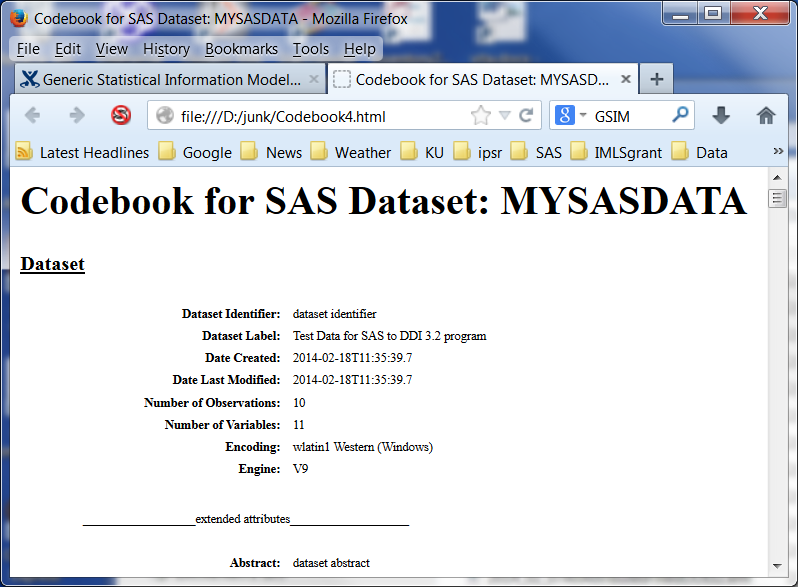 Codebook for SAS Dataset: MYSASDATA - Mozilla Firefox
File Edit View History Bookmarks Tools Help
Generic Statistical Information Model... × Codebook for SAS Dataset: MYSASD... × +
file:///D:/junk/Codebook4.html 8 GSIM
Latest Headlines Google News Weather KU ipsr SAS IMLSgrant Data »
Codebook for SAS Dataset: MYSASDATA
Dataset
Dataset Identifier: dataset identifier
Dataset Label: Test Data for SAS to DDI 3.2 program
Date Created: 2014-02-18T11:35:39.7
Date Last Modified: 2014-02-18T11:35:39.7
Number of Observations: 10
Number of Variables: 11
Encoding: wlatin1 Western (Windows)
Engine: V9
__________________extended attributes___________________
Abstract: dataset abstract